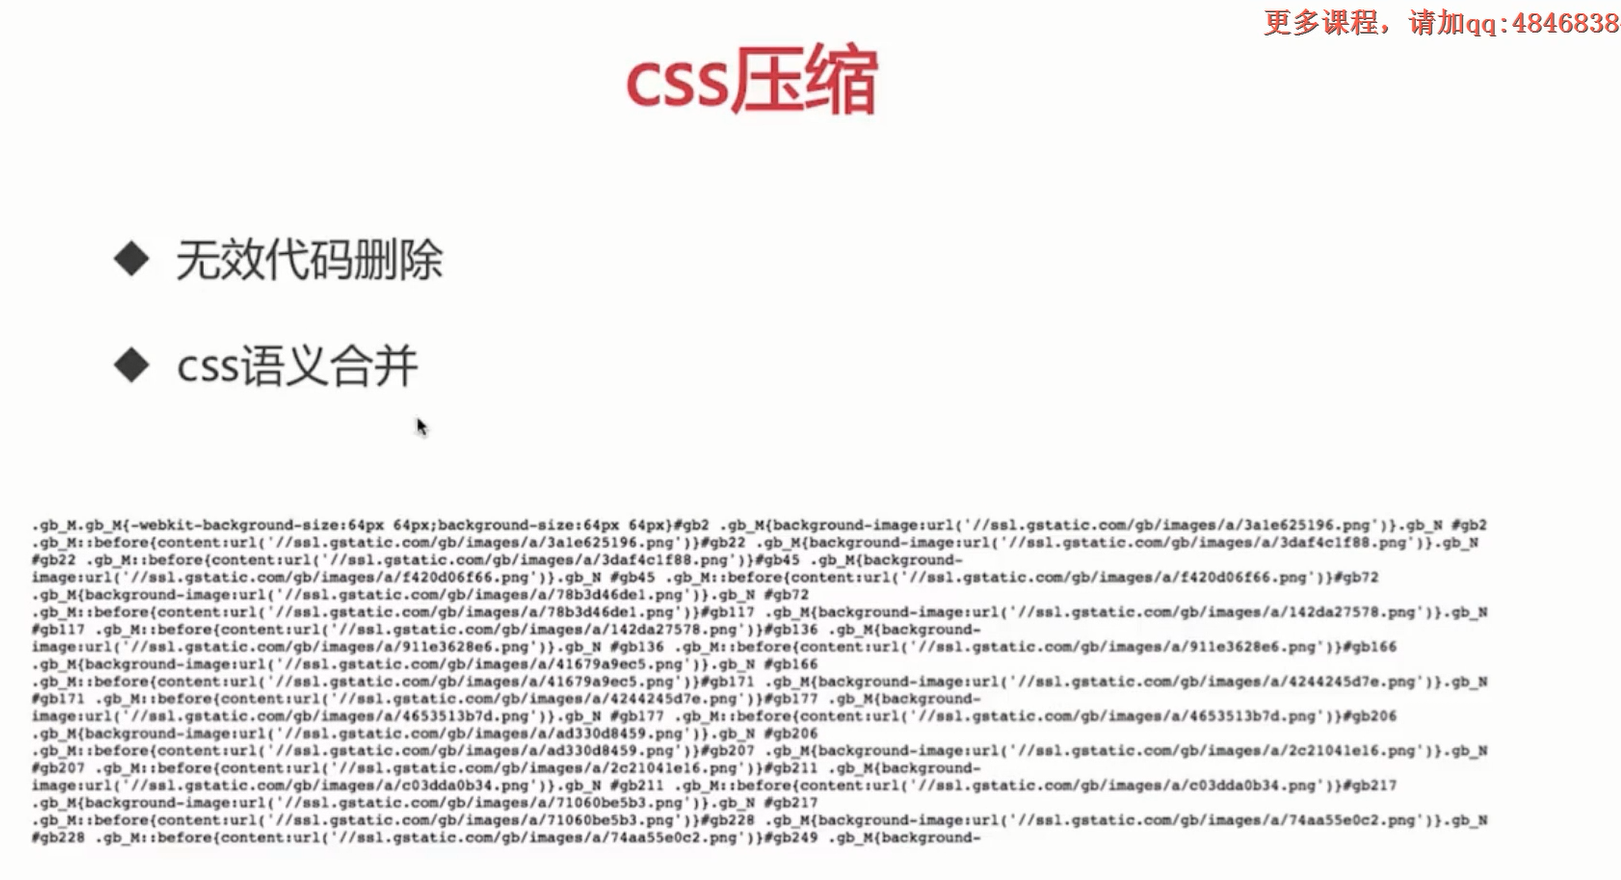 更多课程，请加qq:4846838
css压缩
◆ 无效代码删除
◆ css语义合并
.gb_M.gb_M{-webkit-background-size:64px 64px;background-size:64px 64px}#gb2 .gb_M{background-image:url('//ssl.gstatic.com/gb/images/a/3a1e625196.png')}.gb_N #gb2
.gb_M::before{content:url('//ssl.gstatic.com/gb/images/a/3a1e625196.png')}#gb22 .gb_M{background-image:url('//ssl.gstatic.com/gb/images/a/3daf4c1f88.png')}.gb_N
#gb22 .gb_M::before{content:url('//ssl.gstatic.com/gb/images/a/3daf4c1f88.png')}#gb45 .gb_M{background-
image:url('//ssl.gstatic.com/gb/images/a/f420d06f66.png')}.gb_N #gb45 .gb_M::before{content:url('//ssl.gstatic.com/gb/images/a/f420d06f66.png')}#gb72
.gb_M{background-image:url('//ssl.gstatic.com/gb/images/a/78b3d46de1.png')}.gb_N #gb72
.gb_M::before{content:url('//ssl.gstatic.com/gb/images/a/78b3d46de1.png')}#gb117 .gb_M{background-image:url('//ssl.gstatic.com/gb/images/a/142da27578.png')}.gb_N
#gb117 .gb_M::before{content:url('//ssl.gstatic.com/gb/images/a/142da27578.png')}#gb136 .gb_M{background-
image:url('//ssl.gstatic.com/gb/images/a/911e3628e6.png')}.gb_N #gb136 .gb_M::before{content:url('//ssl.gstatic.com/gb/images/a/911e3628e6.png')}#gb166
.gb_M{background-image:url('//ssl.gstatic.com/gb/images/a/41679a9ec5.png')}.gb_N #gb166
.gb_M::before{content:url('//ssl.gstatic.com/gb/images/a/41679a9ec5.png')}#gb171 .gb_M{background-image:url('//ssl.gstatic.com/gb/images/a/4244245d7e.png')}.gb_N
#gb171 .gb_M::before{content:url('//ssl.gstatic.com/gb/images/a/4244245d7e.png')}#gb177 .gb_M{background-
image:url('//ssl.gstatic.com/gb/images/a/4653513b7d.png')}.gb_N #gb177 .gb_M::before{content:url('//ssl.gstatic.com/gb/images/a/4653513b7d.png')}#gb206
.gb_M{background-image:url('//ssl.gstatic.com/gb/images/a/ad330d8459.png')}.gb_N #gb206
.gb_M::before{content:url('//ssl.gstatic.com/gb/images/a/ad330d8459.png')}#gb207 .gb_M{background-image:url('//ssl.gstatic.com/gb/images/a/2c21041e16.png')}.gb_N
#gb207 .gb_M::before{content:url('//ssl.gstatic.com/gb/images/a/2c21041e16.png')}#gb211 .gb_M{background-
image:url('//ssl.gstatic.com/gb/images/a/c03dda0b34.png')}.gb_N #gb211 .gb_M::before{content:url('//ssl.gstatic.com/gb/images/a/c03dda0b34.png')}#gb217
.gb_M{background-image:url('//ssl.gstatic.com/gb/images/a/71060be5b3.png')}.gb_N #gb217
.gb_M::before{content:url('//ssl.gstatic.com/gb/images/a/71060be5b3.png')}#gb228 .gb_M{background-image:url('//ssl.gstatic.com/gb/images/a/74aa55e0c2.png')}.gb_N
#gb228 .gb_M::before{content:url('//ssl.gstatic.com/gb/images/a/74aa55e0c2.png')}#gb249 .gb_M{background-